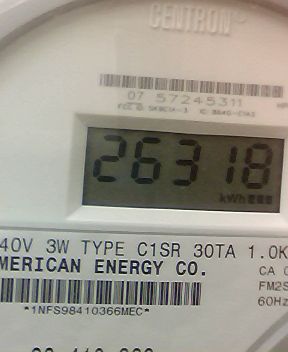 CENTRON
07 57245311
26318
kWh
40V 3W TYPE C1SR 30TA 1.0K
MERICAN ENERGY CO.
CA
FM2S
60Hz
*1NFS98410366MEC*